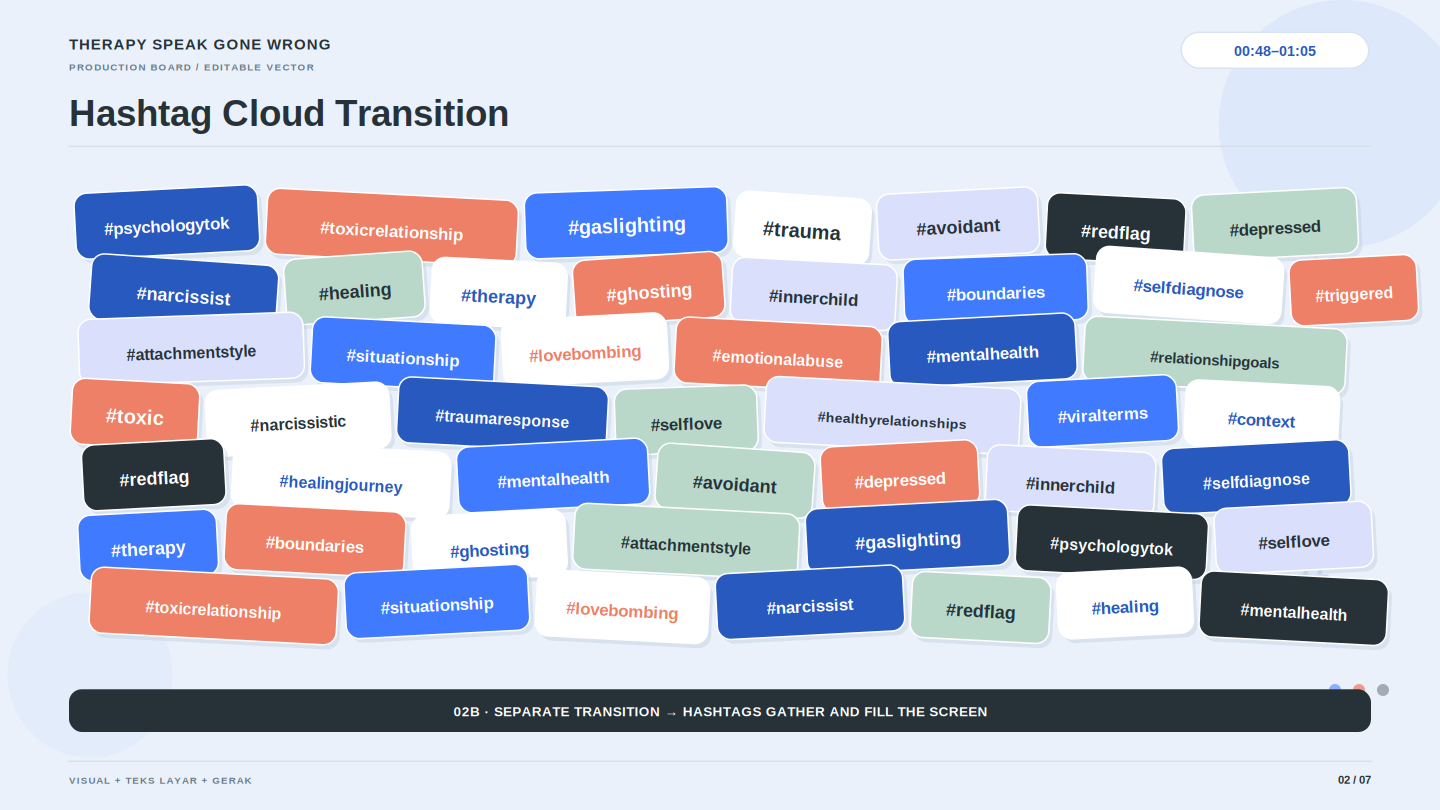 THERAPY SPEAK GONE WRONG
00:48–01:05
PRODUCTION BOARD / EDITABLE VECTOR
Hashtag Cloud Transition
#psychologytok #toxicrelationship #gaslighting #trauma #avoidant #redflag #depressed
#narcissist #healing #therapy #ghosting #innerchild #boundaries #selfdiagnose #triggered
#attachmentstyle #situationship #lovebombing #emotionalabuse #mentalhealth #relationshipgoals
#toxic #narcissistic #traumaresponse #selflove #healthyrelationships #viralterms #context
#redflag #healingjourney #mentalhealth #avoidant #depressed #innerchild #selfdiagnose
#therapy #boundaries #ghosting #attachmentstyle #gaslighting #psychologytok #selflove
#toxicrelationship #situationship #lovebombing #narcissist #redflag #healing #mentalhealth
02B · SEPARATE TRANSITION → HASHTAGS GATHER AND FILL THE SCREEN
VISUAL + TEKS LAYAR + GERAK
02 / 07